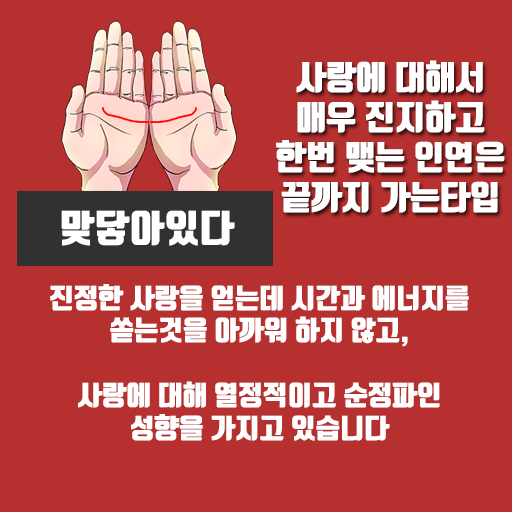 사랑에 대해서
매우 진지하고
한번 맺는 인연은
끝까지 가는타입
맞닿아있다
진정한 사랑을 얻는데 시간과 에너지를
쏟는것을 아까워 하지 않고,
사랑에 대해 열정적이고 순정파인
성향을 가지고 있습니다